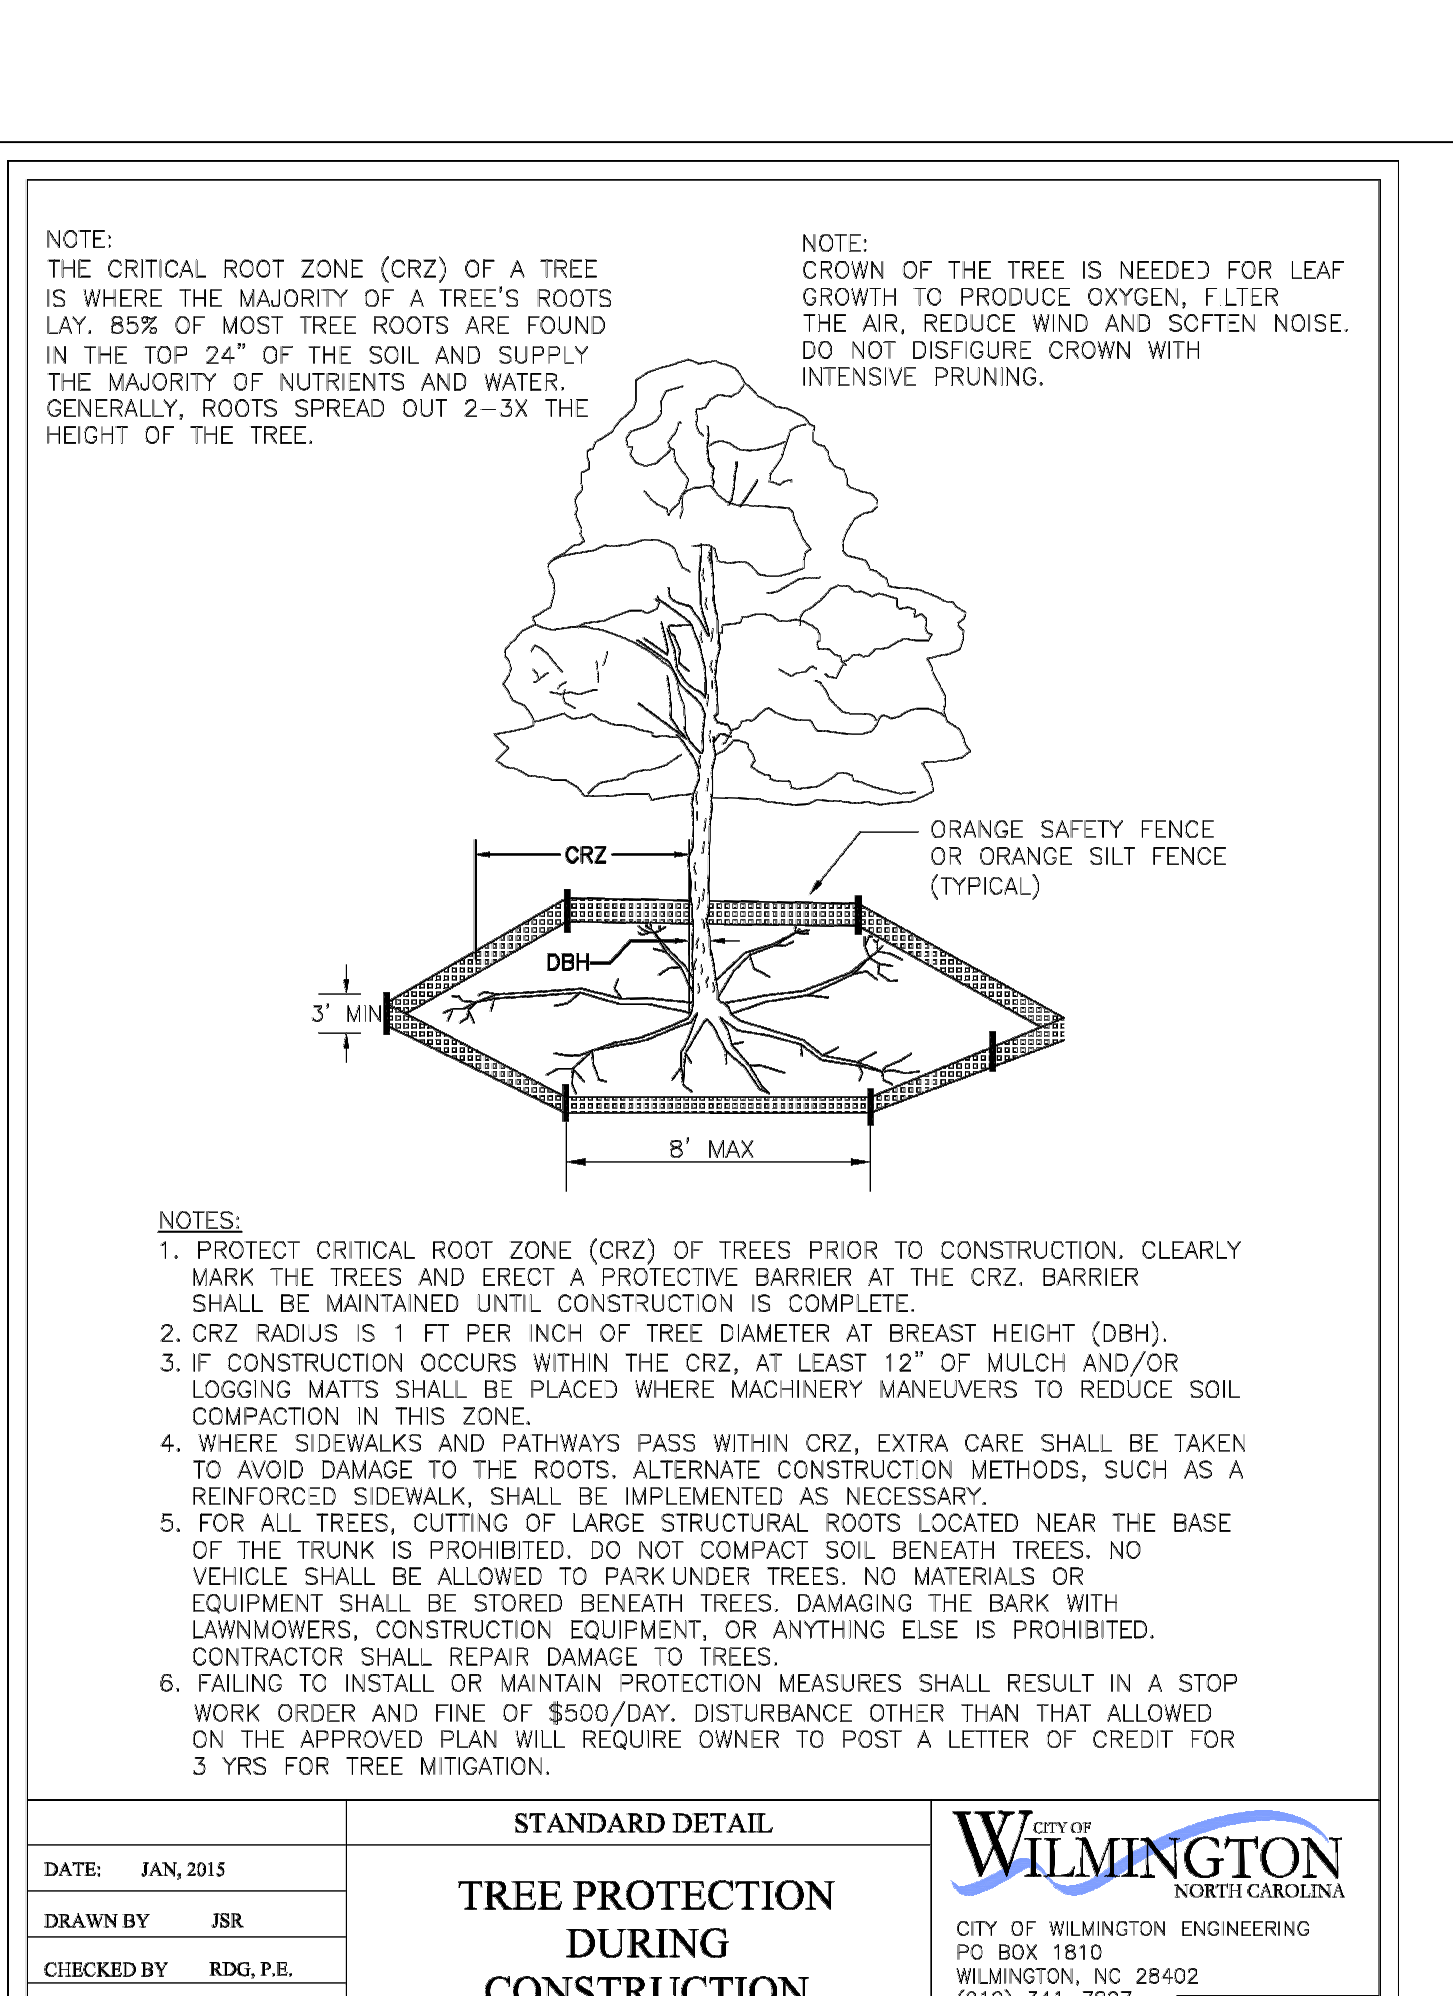 NOTE:
THE CRITICAL ROOT ZONE (CRZ) OF A TREE
IS WHERE THE MAJORITY OF A TREE'S ROOTS
LAY. 85% OF MOST TREE ROOTS ARE FOUND
IN THE TOP 24" OF THE SOIL AND SUPPLY
THE MAJORITY OF NUTRIENTS AND WATER.
GENERALLY, ROOTS SPREAD OUT 2-3X THE
HEIGHT OF THE TREE.
NOTE:
CROWN OF THE TREE IS NEEDED FOR LEAF
GROWTH TO PRODUCE OXYGEN, FILTER
THE AIR, REDUCE WIND AND SOFTEN NOISE.
DO NOT DISFIGURE CROWN WITH
INTENSIVE PRUNING.
ORANGE SAFETY FENCE
OR ORANGE SILT FENCE
(TYPICAL)
CRZ
DBH
3' MIN
8' MAX
NOTES:
1. PROTECT CRITICAL ROOT ZONE (CRZ) OF TREES PRIOR TO CONSTRUCTION. CLEARLY
MARK THE TREES AND ERECT A PROTECTIVE BARRIER AT THE CRZ. BARRIER
SHALL BE MAINTAINED UNTIL CONSTRUCTION IS COMPLETE.
2. CRZ RADIUS IS 1 FT PER INCH OF TREE DIAMETER AT BREAST HEIGHT (DBH).
3. IF CONSTRUCTION OCCURS WITHIN THE CRZ, AT LEAST 12" OF MULCH AND/OR
LOGGING MATTS SHALL BE PLACED WHERE MACHINERY MANEUVERS TO REDUCE SOIL
COMPACTION IN THIS ZONE.
4. WHERE SIDEWALKS AND PATHWAYS PASS WITHIN CRZ, EXTRA CARE SHALL BE TAKEN
TO AVOID DAMAGE TO THE ROOTS. ALTERNATE CONSTRUCTION METHODS, SUCH AS A
REINFORCED SIDEWALK, SHALL BE IMPLEMENTED AS NECESSARY.
5. FOR ALL TREES, CUTTING OF LARGE STRUCTURAL ROOTS LOCATED NEAR THE BASE
OF THE TRUNK IS PROHIBITED. DO NOT COMPACT SOIL BENEATH TREES. NO
VEHICLE SHALL BE ALLOWED TO PARK UNDER TREES. NO MATERIALS OR
EQUIPMENT SHALL BE STORED BENEATH TREES. DAMAGING THE BARK WITH
LAWNMOWERS, CONSTRUCTION EQUIPMENT, OR ANYTHING ELSE IS PROHIBITED.
CONTRACTOR SHALL REPAIR DAMAGE TO TREES.
6. FAILING TO INSTALL OR MAINTAIN PROTECTION MEASURES SHALL RESULT IN A STOP
WORK ORDER AND FINE OF $500/DAY. DISTURBANCE OTHER THAN THAT ALLOWED
ON THE APPROVED PLAN WILL REQUIRE OWNER TO POST A LETTER OF CREDIT FOR
3 YRS FOR TREE MITIGATION.
DATE: JAN, 2015
DRAWN BY JSR
CHECKED BY RDG, P.E.
STANDARD DETAIL
TREE PROTECTION
DURING
CONSTRUCTION
CITY OF
WILMINGTON
NORTH CAROLINA
CITY OF WILMINGTON ENGINEERING
PO BOX 1810
WILMINGTON, NC 28402